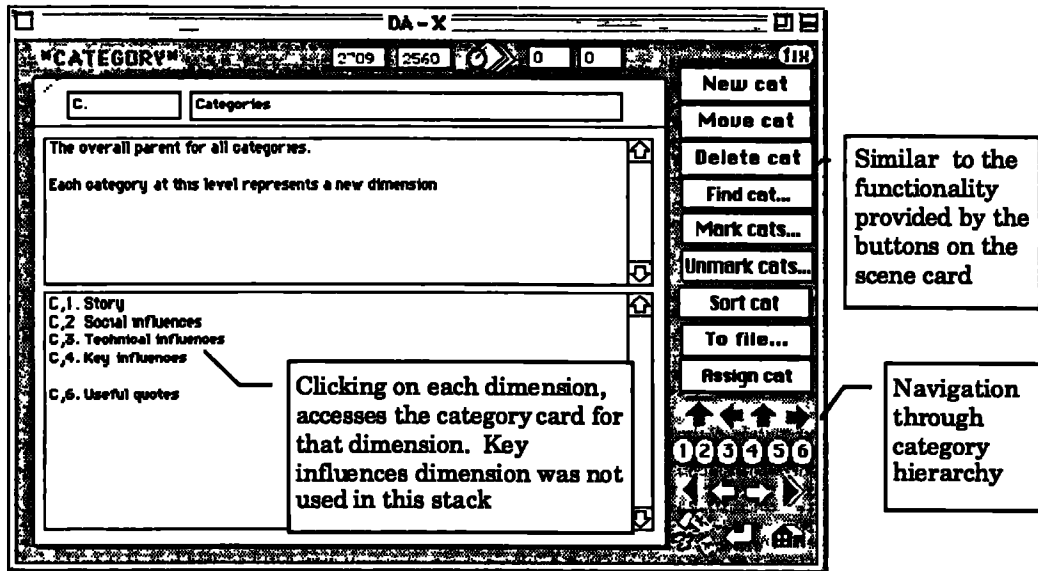 DA-X
"CATEGORY" 2709 2560 0 0 fix
C. Categories
The overall parent for all categories.
Each category at this level represents a new dimension
C,1. Story
C,2 Social influences
C,3. Technical influences
C,4. Key influences
C,6. Useful quotes
Clicking on each dimension,
accesses the category card for
that dimension. Key
influences dimension was not
used in this stack
New cat
Move cat
Delete cat
Find cat...
Mark cats...
Unmark cats...
Sort cat
To file...
Assign cat
1 2 3 4 5 6
Similar to the
functionality
provided by the
buttons on the
scene card
Navigation
through
category
hierarchy